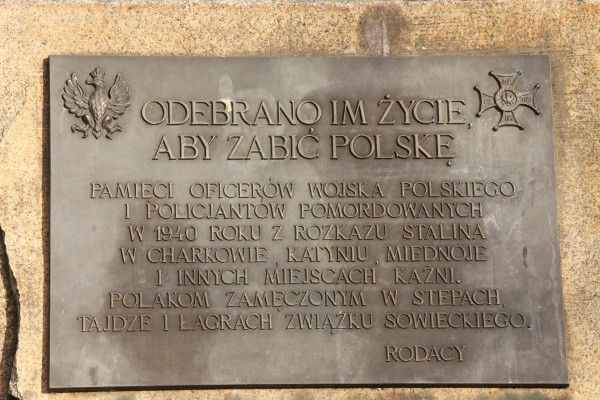 ODEBRANO IM ŻYCIE,
ABY ZABIĆ POLSKĘ
PAMIĘCI OFICERÓW WOJSKA POLSKIEGO
I POLICJANTÓW POMORDOWANYCH
W 1940 ROKU Z ROZKAZU STALINA
W CHARKOWIE, KATYNIU, MIEDNOJE
I INNYCH MIEJSCACH KAŹNI.
POLAKOM ZAMĘCZONYM W STEPACH,
TAJDZE I ŁAGRACH ZWIĄZKU SOWIECKIEGO.
RODACY